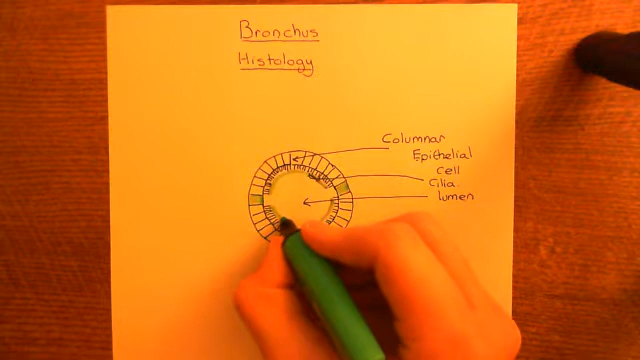 Bronchus
Histology
Columnar
Epithelial
Cell
Cilia
lumen